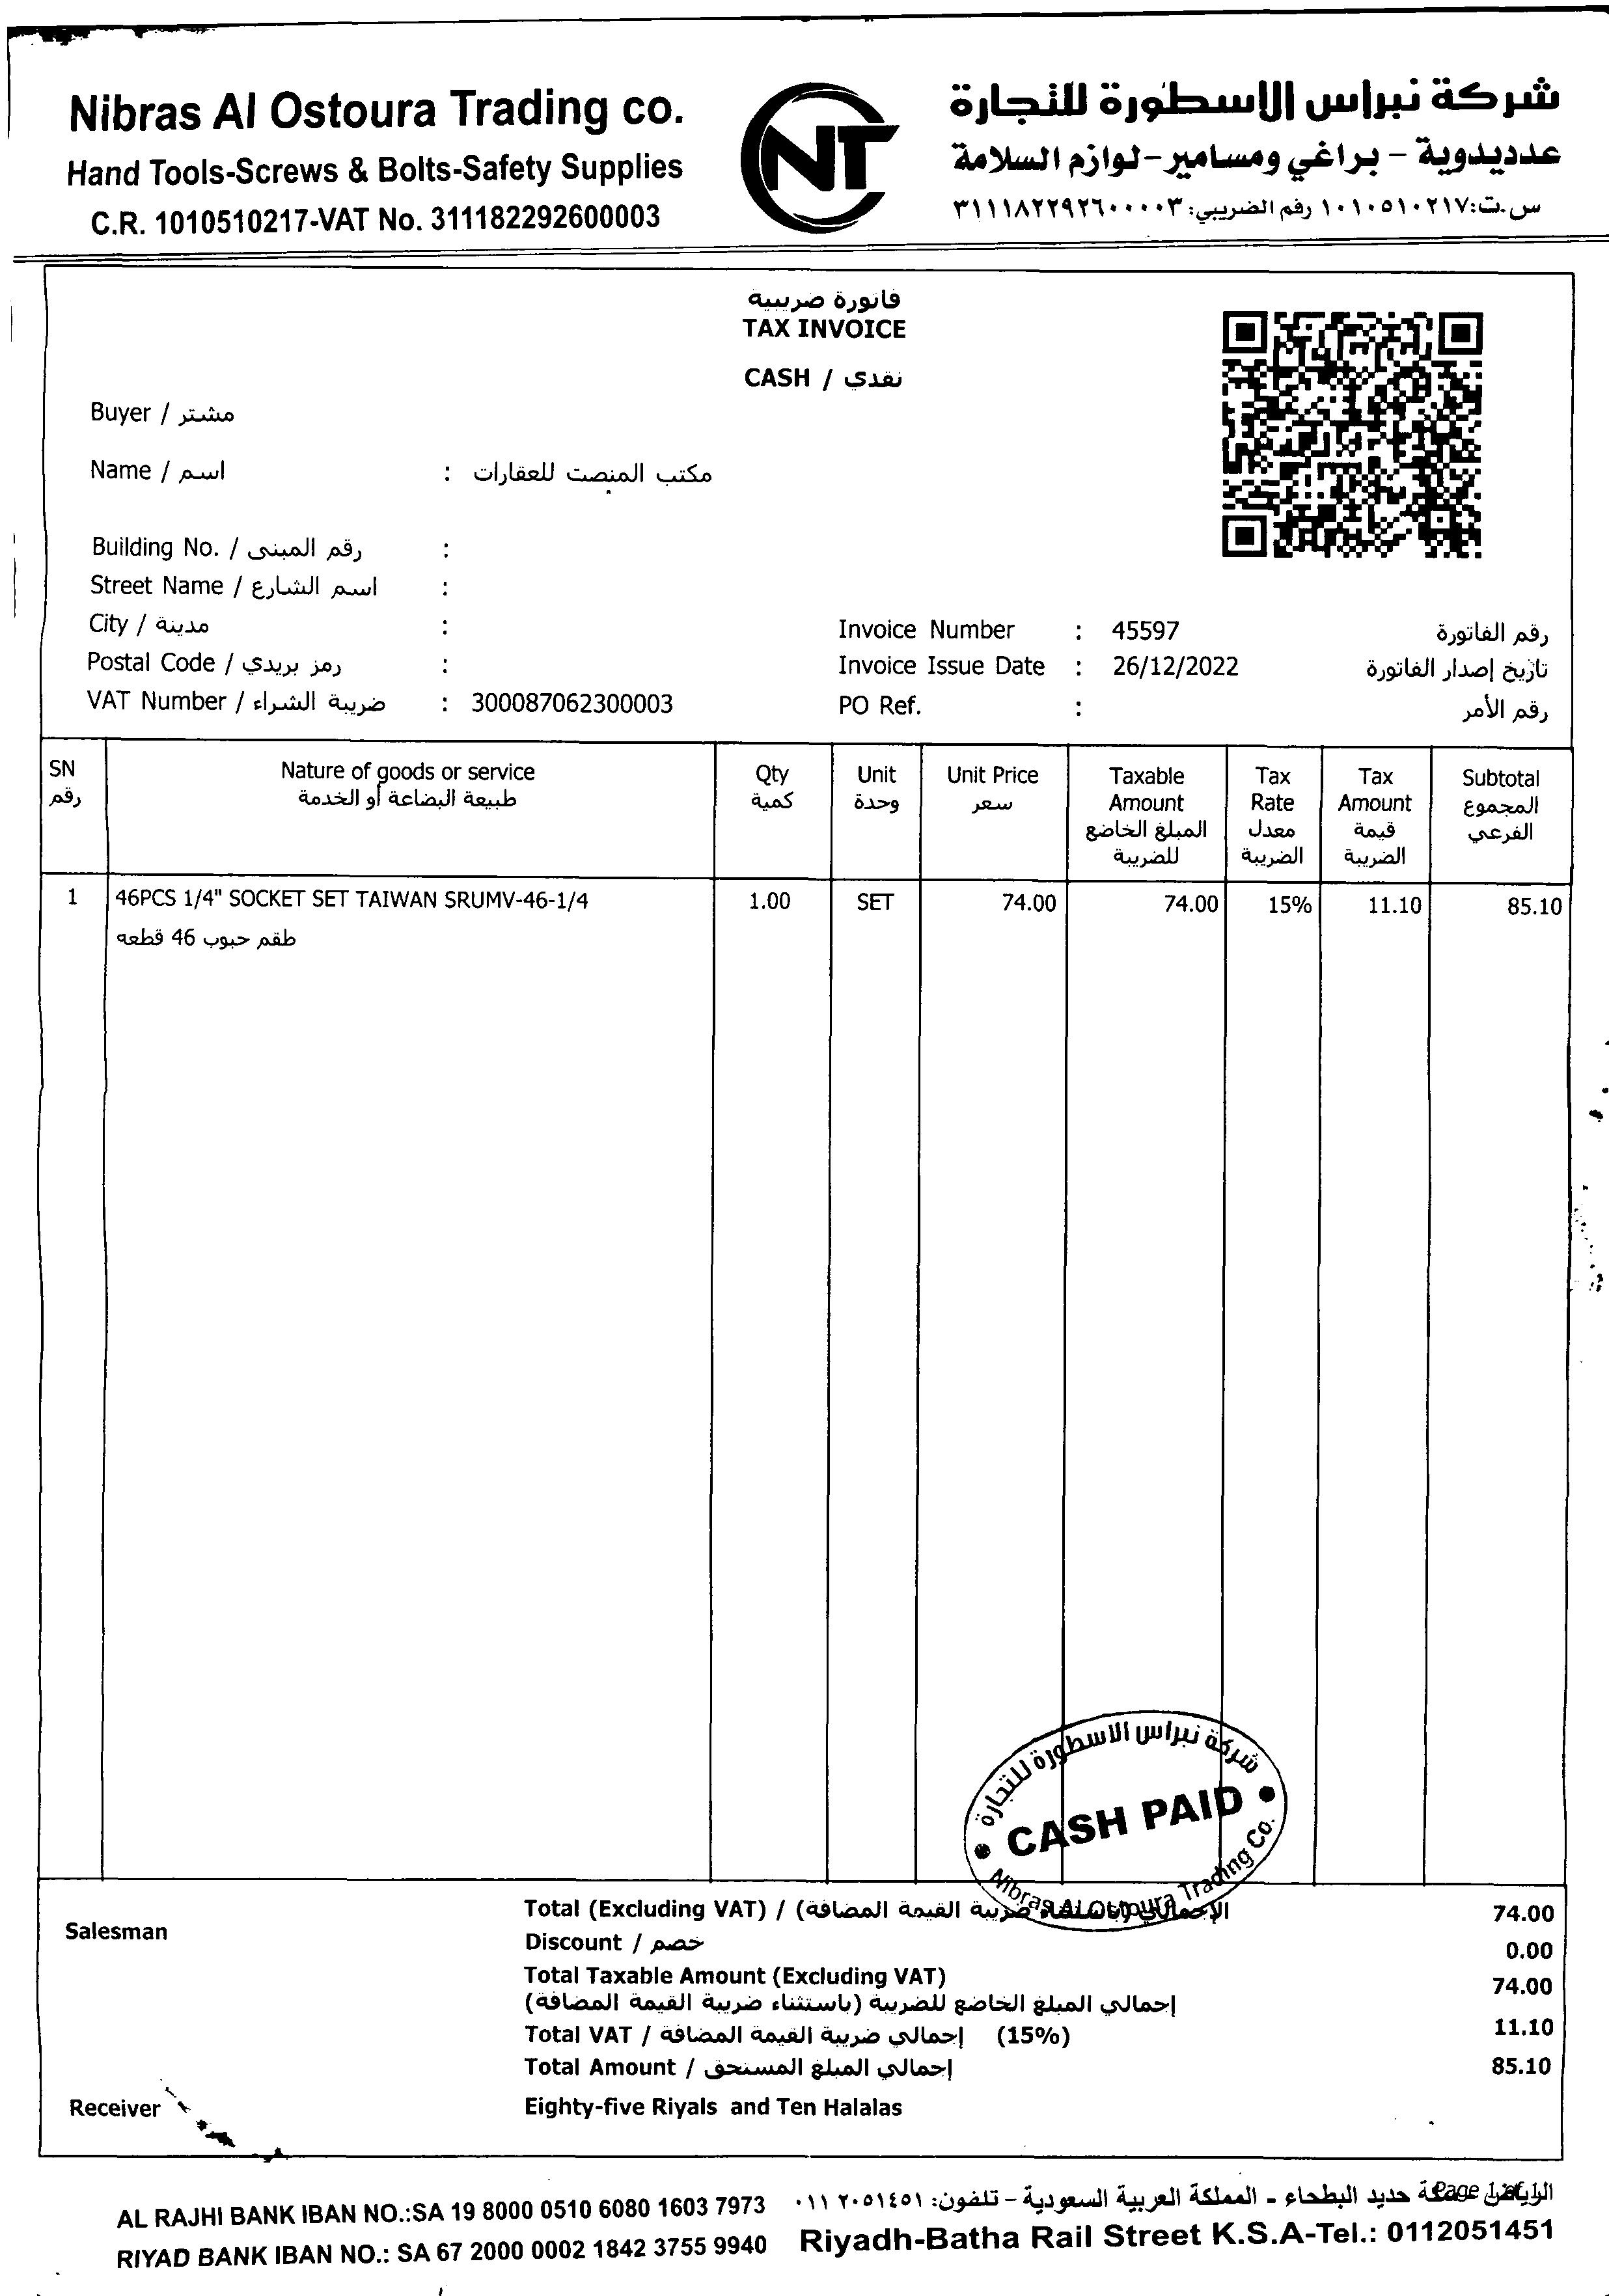 Nibras Al Ostoura Trading co.
Hand Tools-Screws & Bolts-Safety Supplies
C.R. 1010510217-VAT No. 311182292600003
NT
شركة نبراس الاسطورة للتجارة
عدديدوية - براغي ومسامير - لوازم السلامة
س.ت: ١٠١٠٥١٠٢١٧ رقم الضريبي: ٣١١١٨٢٢٩٢٦٠٠٠٠٣
فاتورة ضريبية
TAX INVOICE
CASH / نقدي
Buyer / مشتر
Name / اسم : مكتب المنصت للعقارات
Building No. / رقم المبنى :
Street Name / اسم الشارع :
City / مدينة :
Postal Code / رمز بريدي :
VAT Number / ضريبة الشراء : 300087062300003
Invoice Number : 45597 رقم الفاتورة
Invoice Issue Date : 26/12/2022 تاريخ إصدار الفاتورة
PO Ref. : رقم الأمر
SN رقم
Nature of goods or service طبيعة البضاعة أو الخدمة
Qty كمية
Unit وحدة
Unit Price سعر
Taxable Amount المبلغ الخاضع للضريبة
Tax Rate معدل الضريبة
Tax Amount قيمة الضريبة
Subtotal المجموع الفرعي
1 46PCS 1/4" SOCKET SET TAIWAN SRUMV-46-1/4 1.00 SET 74.00 74.00 15% 11.10 85.10
طقم حبوب 46 قطعه
شركة نبراس الاسطورة للتجارة
CASH PAID
Nibras Al Ostoura Trading Co.
Salesman
Total (Excluding VAT) / الإجمالي (باستثناء ضريبة القيمة المضافة) 74.00
Discount / خصم 0.00
Total Taxable Amount (Excluding VAT) 74.00
إجمالي المبلغ الخاضع للضريبة (باستثناء ضريبة القيمة المضافة)
Total VAT / إجمالي ضريبة القيمة المضافة (15%) 11.10
Total Amount / إجمالي المبلغ المستحق 85.10
Receiver
Eighty-five Riyals and Ten Halalas
AL RAJHI BANK IBAN NO.:SA 19 8000 0510 6080 1603 7973
RIYAD BANK IBAN NO.: SA 67 2000 0002 1842 3755 9940
الرياض - سكة حديد البطحاء - المملكة العربية السعودية - تلفون: ٠١١ ٢٠٥١٤٥١
Page 1 of 1
Riyadh-Batha Rail Street K.S.A-Tel.: 0112051451